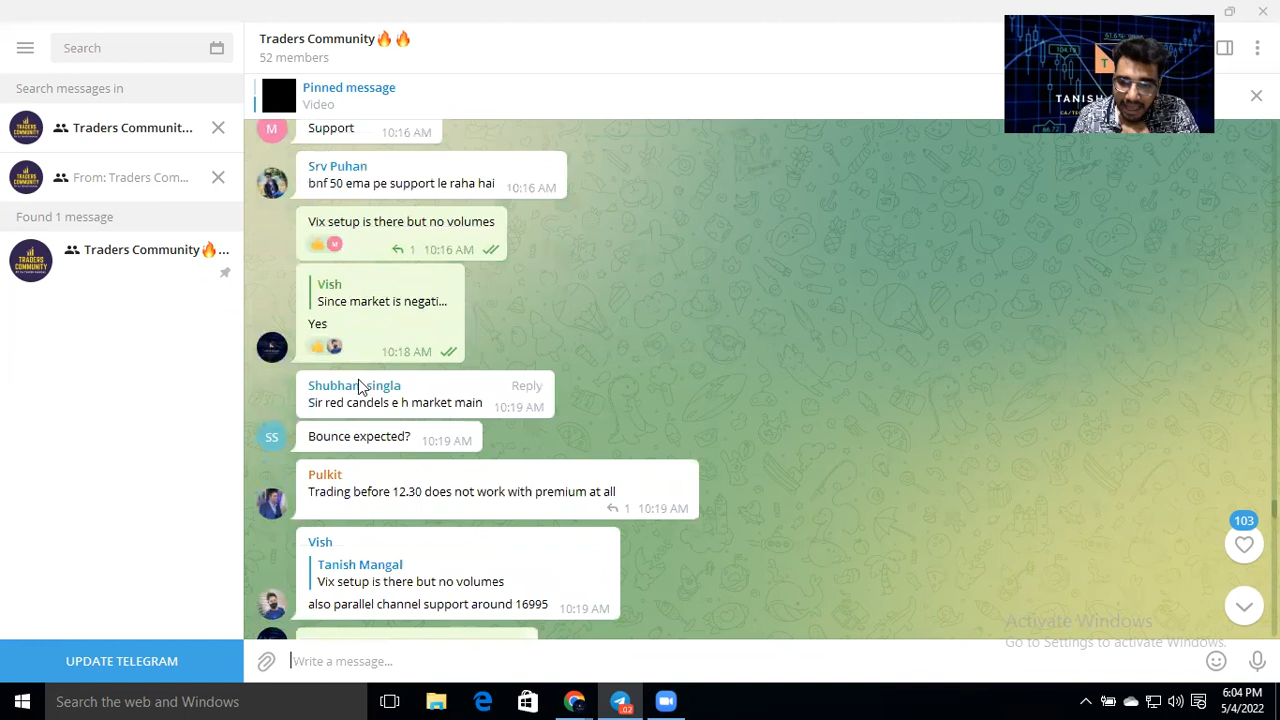 Search
Search messages in
Traders Communit...
From: Traders Com...
Found 1 message
Traders Community🔥...
UPDATE TELEGRAM
Traders Community🔥🔥
52 members
Pinned message
Video
M
Support
10:16 AM
Srv Puhan
bnf 50 ema pe support le raha hai
10:16 AM
Vix setup is there but no volumes
M
1 10:16 AM
Vish
Since market is negati...
Yes
10:18 AM
Shubham singla
Reply
Sir red candels e h market main
10:19 AM
SS
Bounce expected?
10:19 AM
Pulkit
Trading before 12.30 does not work with premium at all
1 10:19 AM
Vish
Tanish Mangal
Vix setup is there but no volumes
also parallel channel support around 16995
10:19 AM
103
Activate Windows
Go to Settings to activate Windows.
Write a message...
T
TANISH
Search the web and Windows
6:04 PM
5/4/2022